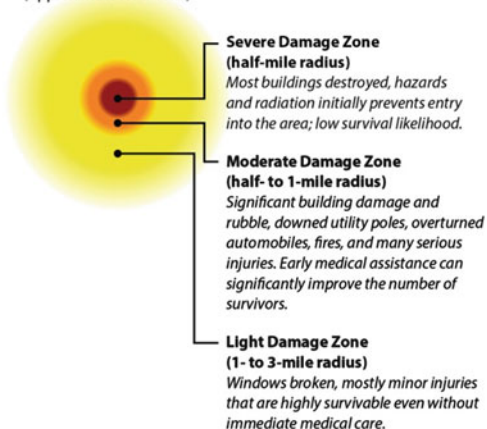 Severe Damage Zone
(half-mile radius)
Most buildings destroyed, hazards
and radiation initially prevents entry
into the area; low survival likelihood.
Moderate Damage Zone
(half- to 1-mile radius)
Significant building damage and
rubble, downed utility poles, overturned
automobiles, fires, and many serious
injuries. Early medical assistance can
significantly improve the number of
survivors.
Light Damage Zone
(1- to 3-mile radius)
Windows broken, mostly minor injuries
that are highly survivable even without
immediate medical care.